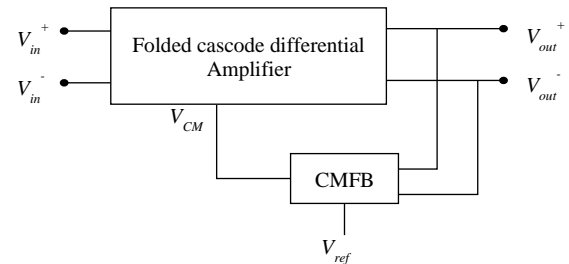 V_in^+
V_in^-
Folded cascode differential
Amplifier
V_out^+
V_out^-
V_CM
CMFB
V_ref